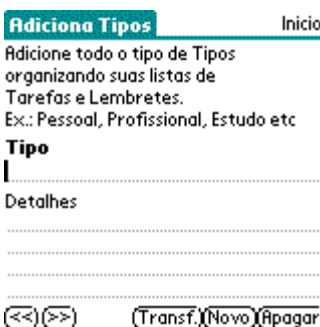 Adiciona Tipos Inicio
Adicione todo o tipo de Tipos
organizando suas listas de
Tarefas e Lembretes.
Ex.: Pessoal, Profissional, Estudo etc
Tipo
Detalhes
(<<)(>>) (Transf.)(Novo)(Apagar